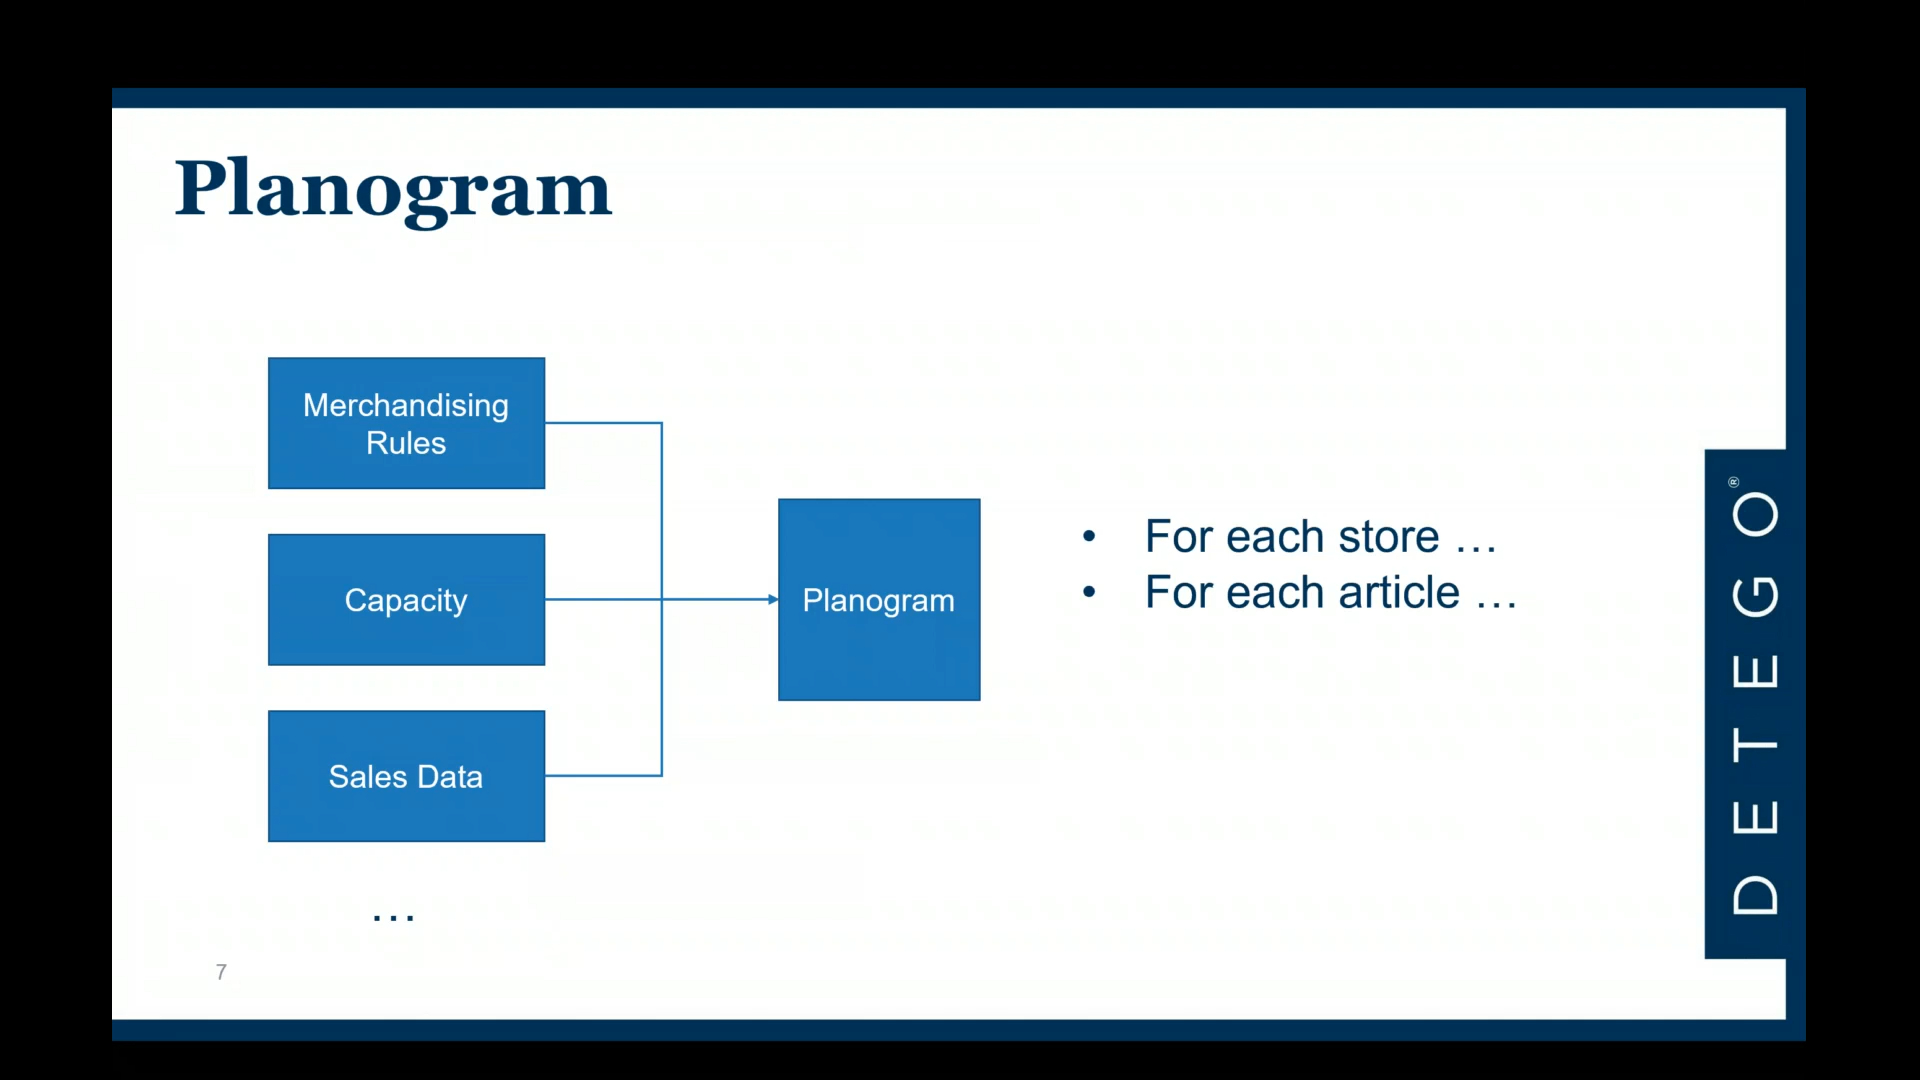 Planogram
Merchandising
Rules
Capacity
Sales Data
…
Planogram
• For each store …
• For each article …
DETEGO®
7